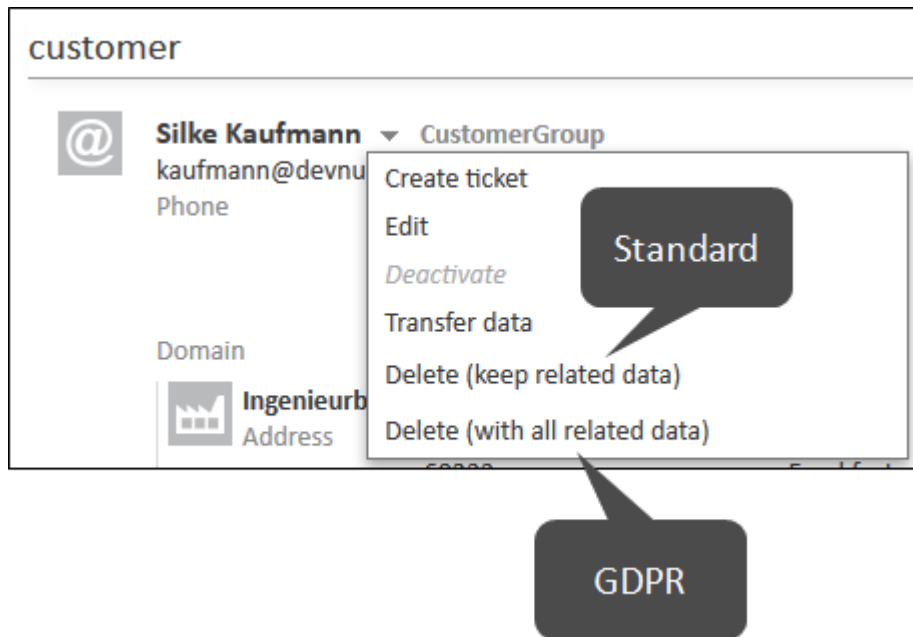 customer
@
Silke Kaufmann CustomerGroup
kaufmann@devnu
Phone
Create ticket
Edit
Deactivate
Transfer data
Delete (keep related data)
Delete (with all related data)
Standard
Domain
Ingenieurb
Address
GDPR